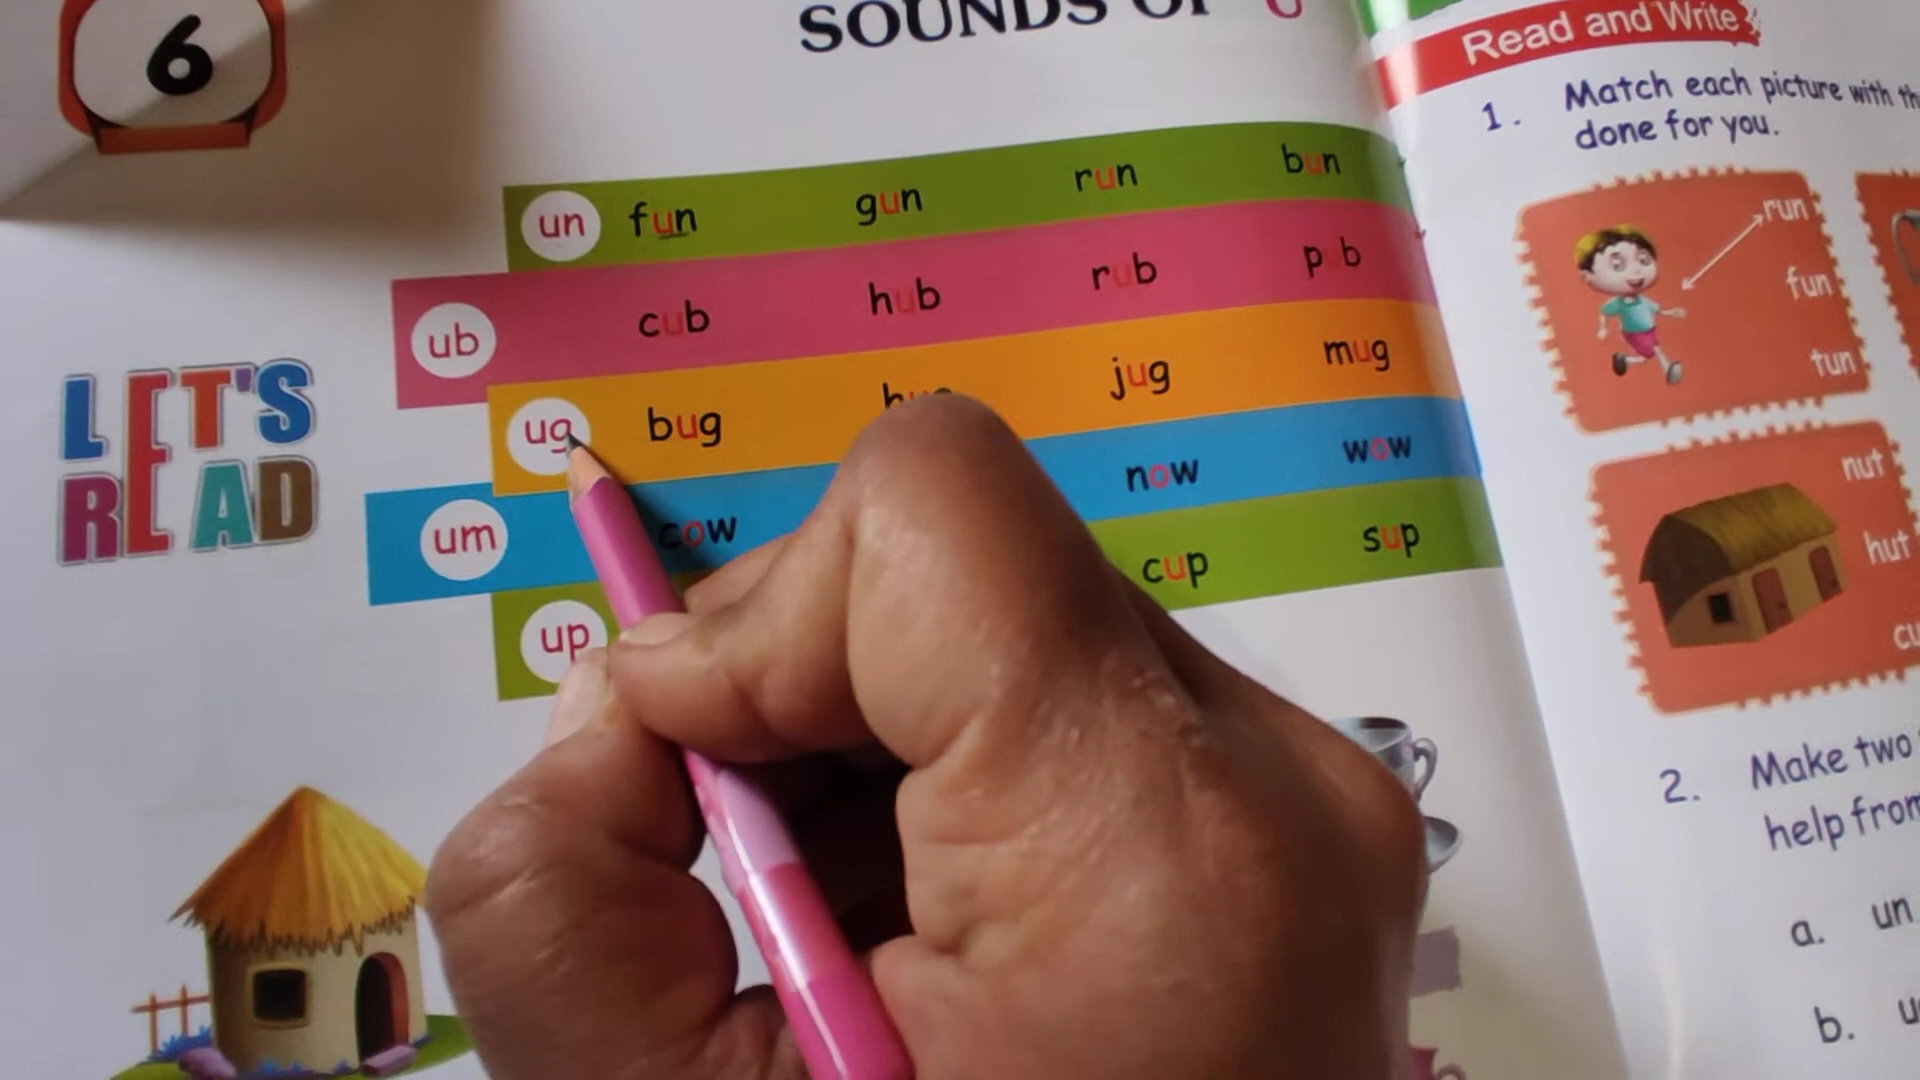 6
SOUNDS OF U
LET'S
READ
un fun gun run bun
ub cub hub rub pub
ug bug hug jug mug
um cow now wow
up cup sup
Read and Write
1. Match each picture with
done for you.
run
fun
tun
nut
hut
2. Make two
help from
a. un
b.